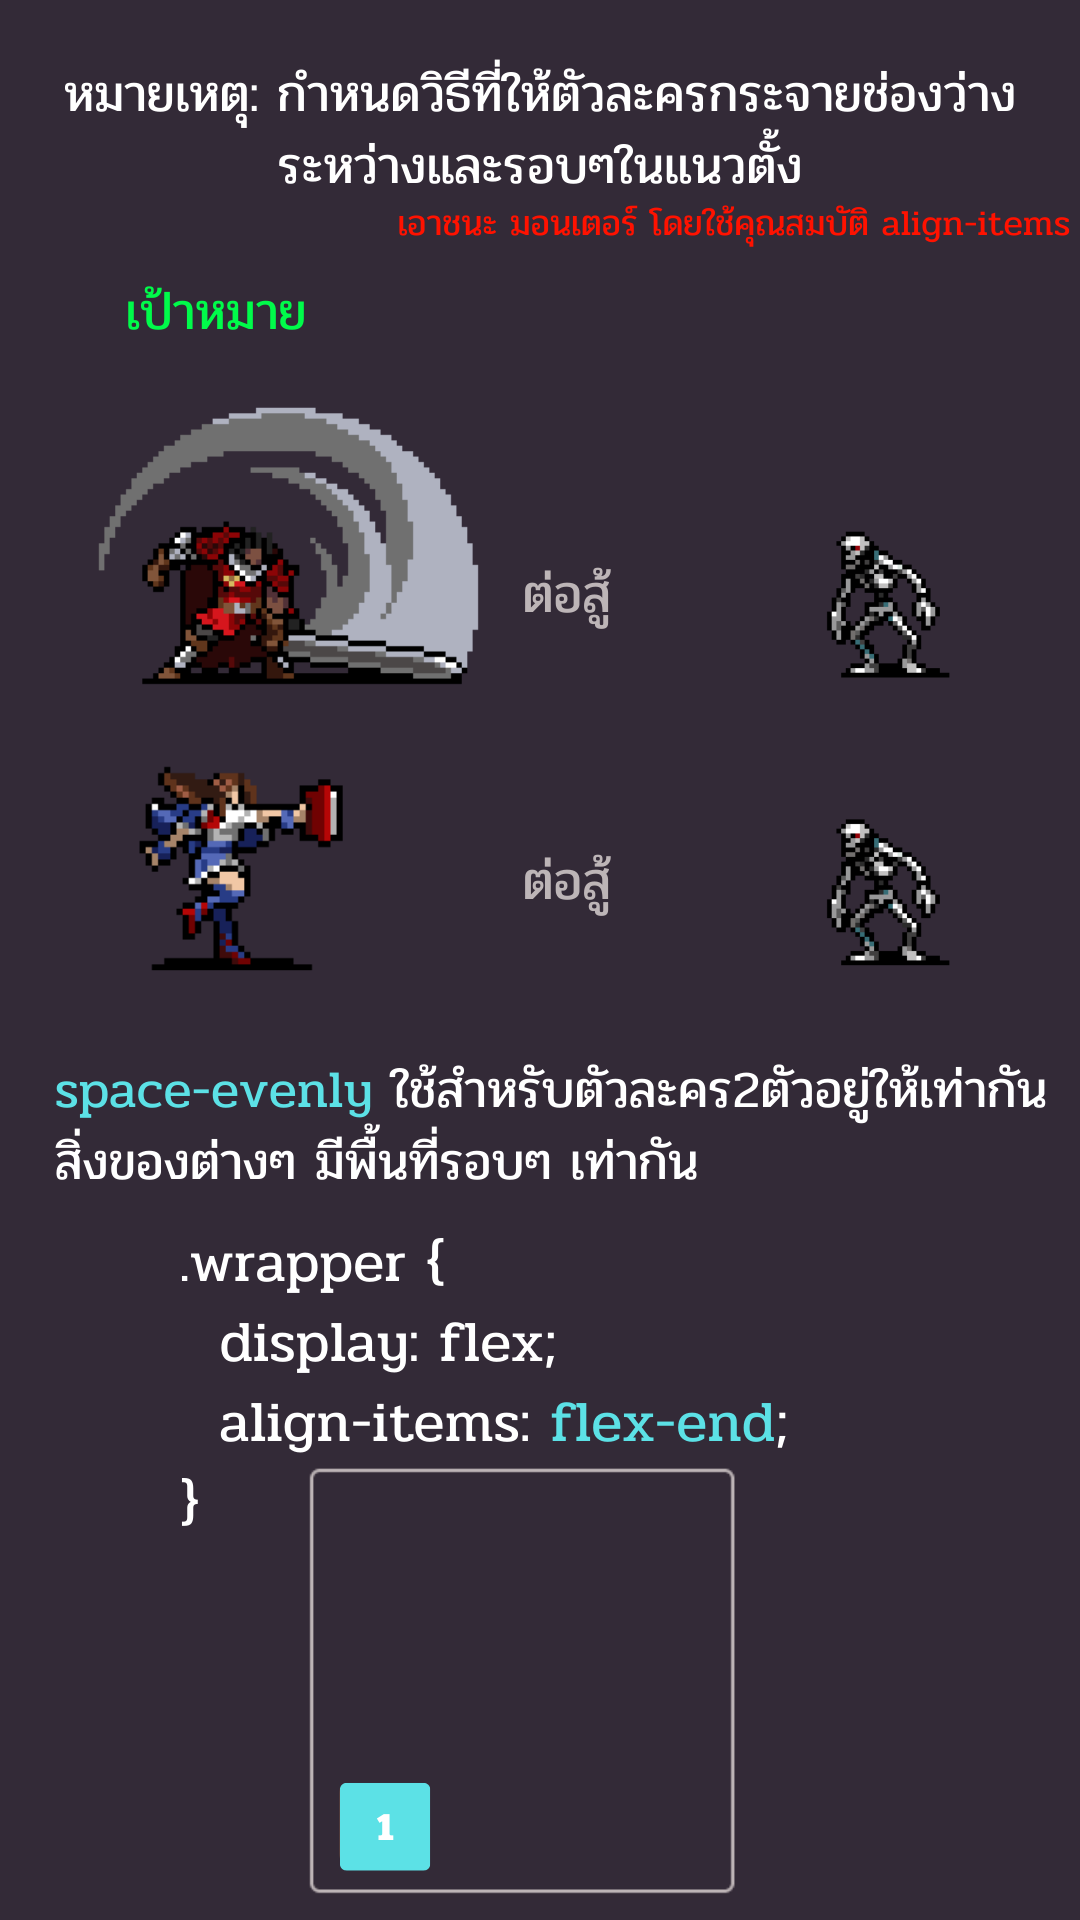 หมายเหตุ: กำหนดวิธีที่ให้ตัวละครกระจายช่องว่าง
ระหว่างและรอบๆในแนวตั้ง
เอาชนะ มอนเตอร์ โดยใช้คุณสมบัติ align-items
เป้าหมาย
ต่อสู้
ต่อสู้
space-evenly ใช้สำหรับตัวละคร2ตัวอยู่ให้เท่ากัน
สิ่งของต่างๆ มีพื้นที่รอบๆ เท่ากัน
.wrapper {
display: flex;
align-items: flex-end;
}
1